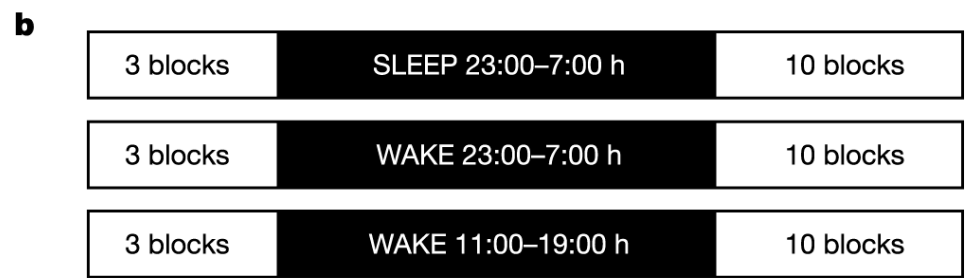 b
3 blocks SLEEP 23:00–7:00 h 10 blocks
3 blocks WAKE 23:00–7:00 h 10 blocks
3 blocks WAKE 11:00–19:00 h 10 blocks